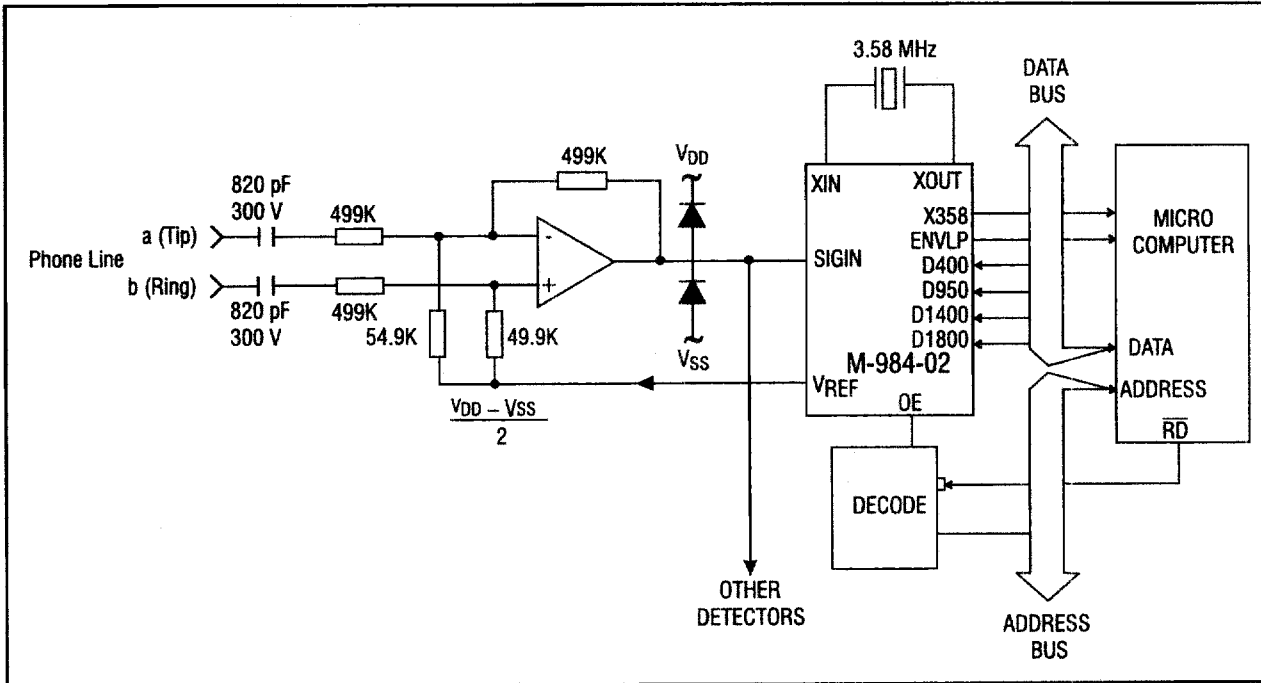 3.58 MHz
DATA
BUS
499K
VDD
820 pF
300 V
499K
a (Tip)
Phone Line
b (Ring)
820 pF
300 V
499K
54.9K
49.9K
-
+
VSS
VDD – VSS
2
XIN
XOUT
X358
ENVLP
SIGIN
D400
D950
D1400
D1800
M-984-02
VREF
OE
MICRO
COMPUTER
DATA
ADDRESS
RD
DECODE
OTHER
DETECTORS
ADDRESS
BUS